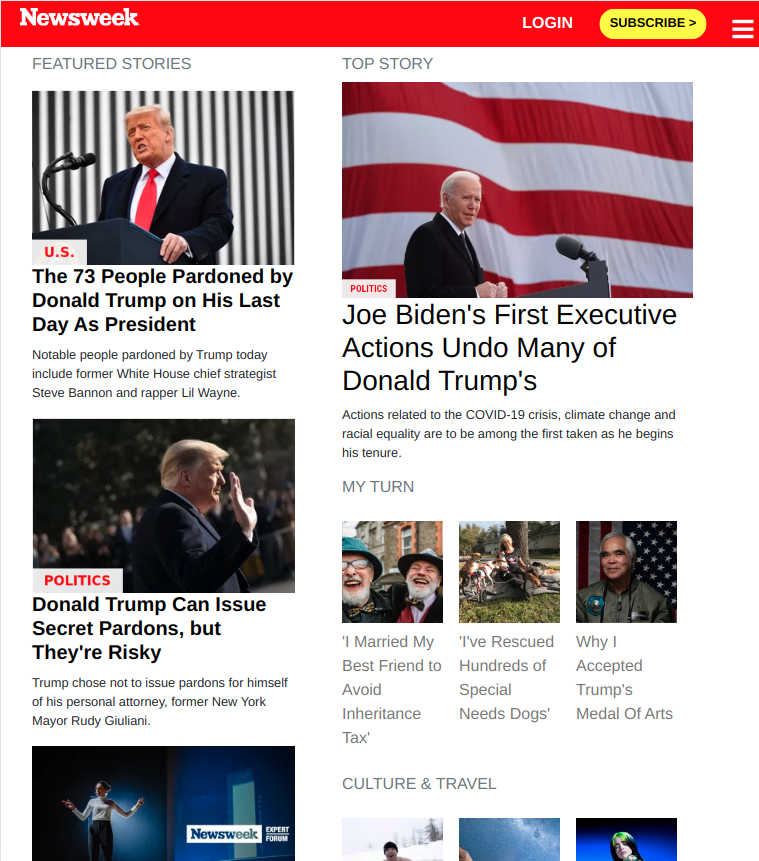 Newsweek
LOGIN
SUBSCRIBE >
FEATURED STORIES
U.S.
The 73 People Pardoned by
Donald Trump on His Last
Day As President
Notable people pardoned by Trump today
include former White House chief strategist
Steve Bannon and rapper Lil Wayne.
POLITICS
Donald Trump Can Issue
Secret Pardons, but
They're Risky
Trump chose not to issue pardons for himself
of his personal attorney, former New York
Mayor Rudy Giuliani.
Newsweek
EXPERT
FORUM
TOP STORY
POLITICS
Joe Biden's First Executive
Actions Undo Many of
Donald Trump's
Actions related to the COVID-19 crisis, climate change and
racial equality are to be among the first taken as he begins
his tenure.
MY TURN
'I Married My
Best Friend to
Avoid
Inheritance
Tax'
'I've Rescued
Hundreds of
Special
Needs Dogs'
Why I
Accepted
Trump's
Medal Of Arts
CULTURE & TRAVEL